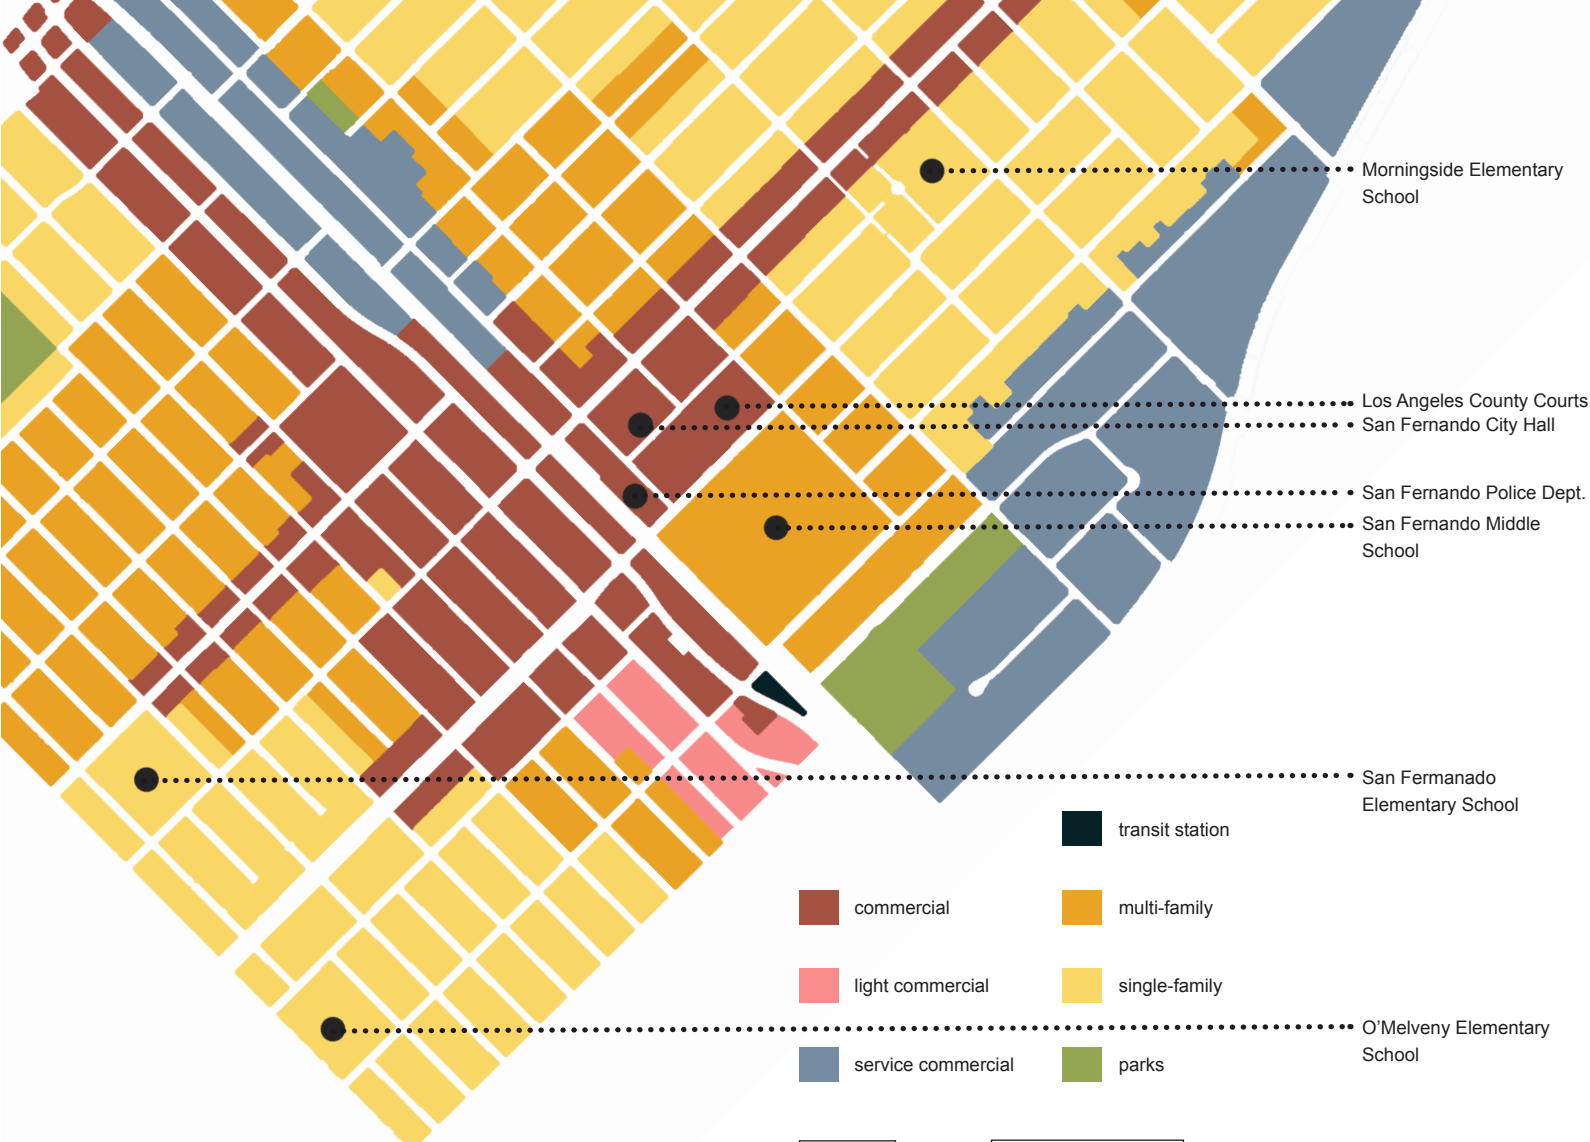 Morningside Elementary
School
Los Angeles County Courts
San Fernando City Hall
San Fernando Police Dept.
San Fernando Middle
School
San Fermanado
Elementary School
transit station
commercial
multi-family
light commercial
single-family
O'Melveny Elementary
School
service commercial
parks